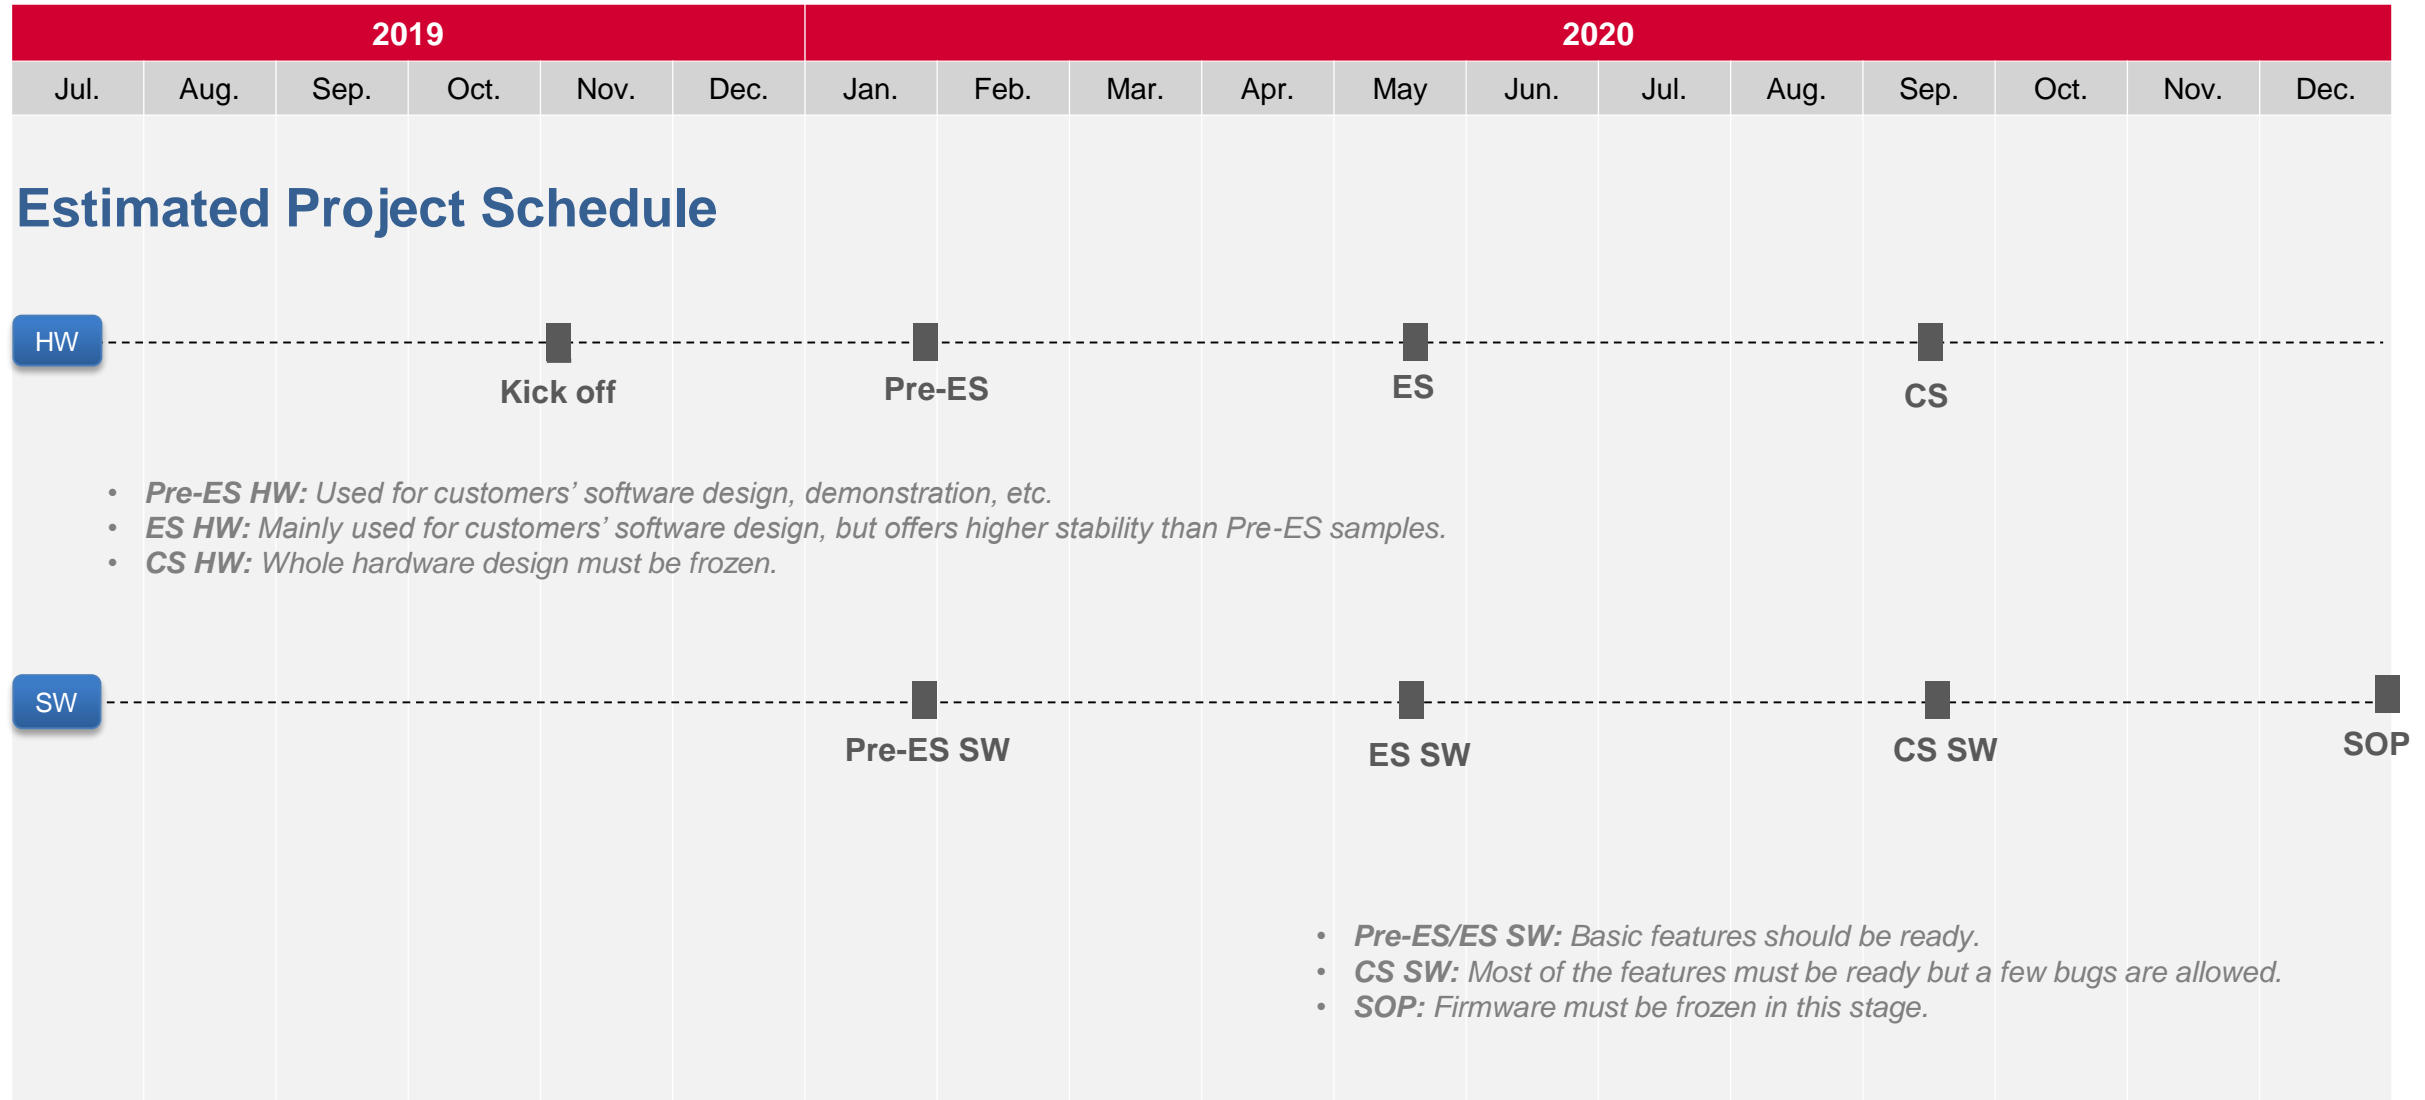 2019 2020
Jul. Aug. Sep. Oct. Nov. Dec. Jan. Feb. Mar. Apr. May Jun. Jul. Aug. Sep. Oct. Nov. Dec.
Estimated Project Schedule
HW
Kick off Pre-ES ES CS
• Pre-ES HW: Used for customers’ software design, demonstration, etc.
• ES HW: Mainly used for customers’ software design, but offers higher stability than Pre-ES samples.
• CS HW: Whole hardware design must be frozen.
SW
Pre-ES SW ES SW CS SW SOP
• Pre-ES/ES SW: Basic features should be ready.
• CS SW: Most of the features must be ready but a few bugs are allowed.
• SOP: Firmware must be frozen in this stage.